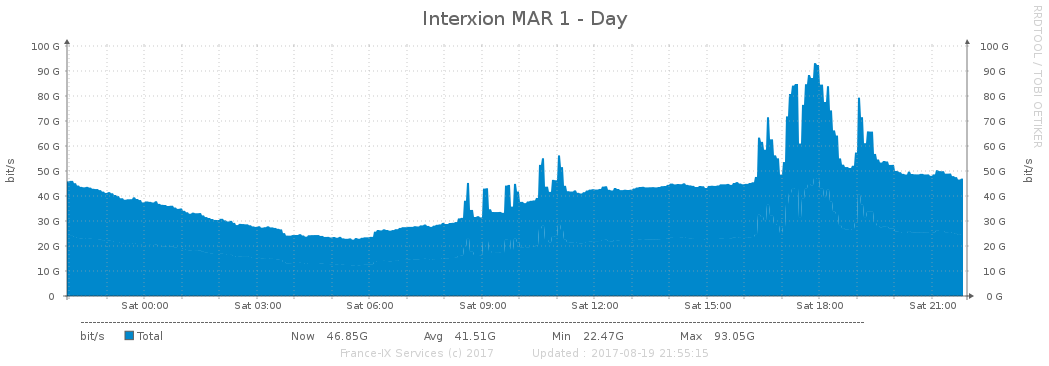 Interxion MAR 1 - Day
RRDTOOL / TOBI OETIKER
bit/s
bit/s
100 G 100 G
90 G 90 G
80 G 80 G
70 G 70 G
60 G 60 G
50 G 50 G
40 G 40 G
30 G 30 G
20 G 20 G
10 G 10 G
0 0 G
Sat 00:00 Sat 03:00 Sat 06:00 Sat 09:00 Sat 12:00 Sat 15:00 Sat 18:00 Sat 21:00
bit/s Total Now 46.85G Avg 41.51G Min 22.47G Max 93.05G
France-IX Services (c) 2017 Updated : 2017-08-19 21:55:15